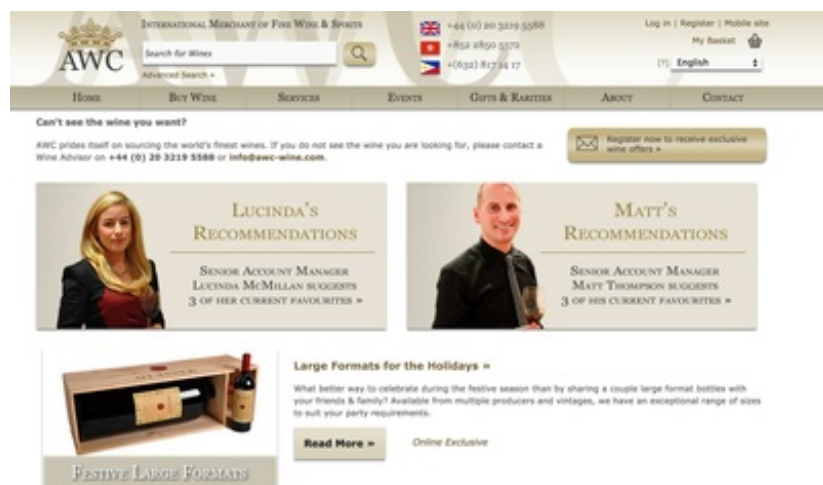 AWC
International Merchant of Fine Wine & Spirits
Search for Wines
Advanced Search »
+44 (0) 20 3219 5588
+852 2850 5372
+(632) 817 14 17
Log in | Register | Mobile site
My Basket
[?] English
Home Buy Wine Services Events Gifts & Rarities About Contact
Can't see the wine you want?
AWC prides itself on sourcing the world's finest wines. If you do not see the wine you are looking for, please contact a
Wine Advisor on +44 (0) 20 3219 5588 or info@awc-wine.com.
Register now to receive exclusive
wine offers »
Lucinda's
Recommendations
Senior Account Manager
Lucinda McMillan suggests
3 of her current favourites »
Matt's
Recommendations
Senior Account Manager
Matt Thompson suggests
3 of his current favourites »
Large Formats for the Holidays »
What better way to celebrate during the festive season than by sharing a couple large format bottles with
your friends & family? Available from multiple producers and vintages, we have an exceptional range of sizes
to suit your party requirements.
Read More »
Online Exclusive
Festive Large Formats